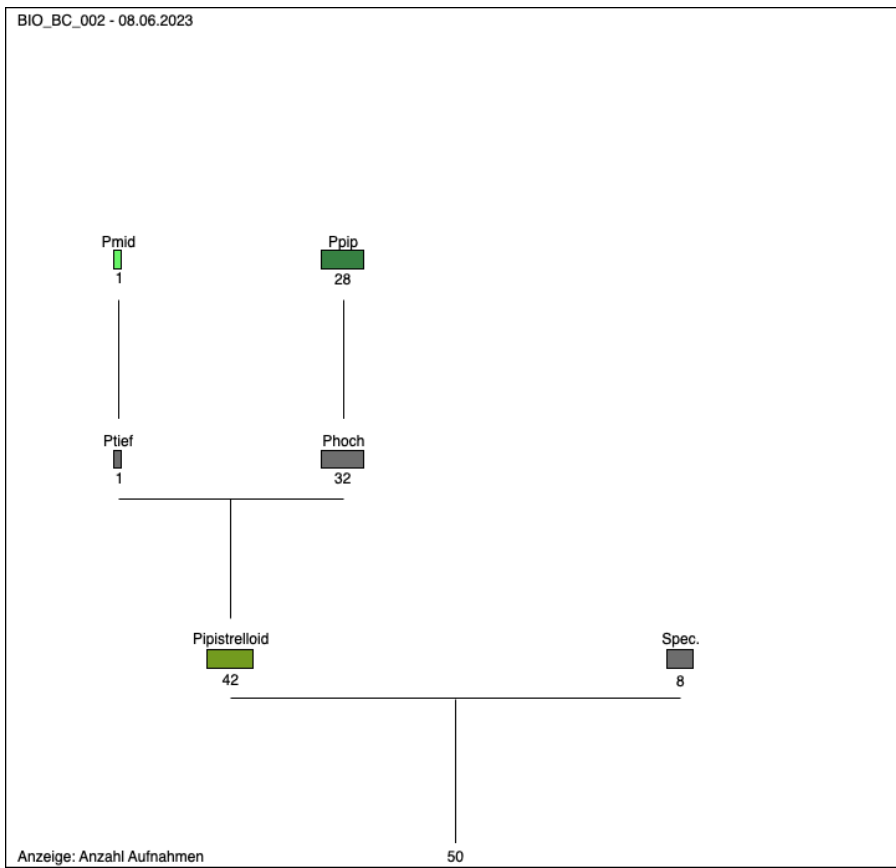 BIO_BC_002 - 08.06.2023
Pmid
Ppip
1
28
Ptief
Phoch
1
32
Pipistrelloid
Spec.
42
8
Anzeige: Anzahl Aufnahmen
50